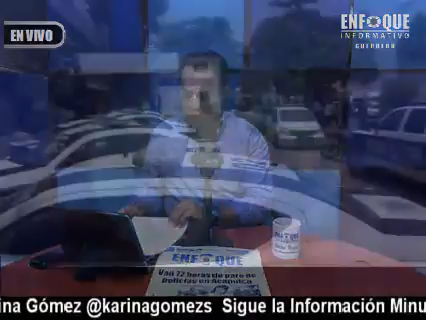 EN VIVO
ENFOQUE
INFORMATIVO
GUERRERO
ENFOQUE
Van 72 horas de paro de
Policías en Acapulco
ina Gómez @karinagomezs Sigue la Información Minu